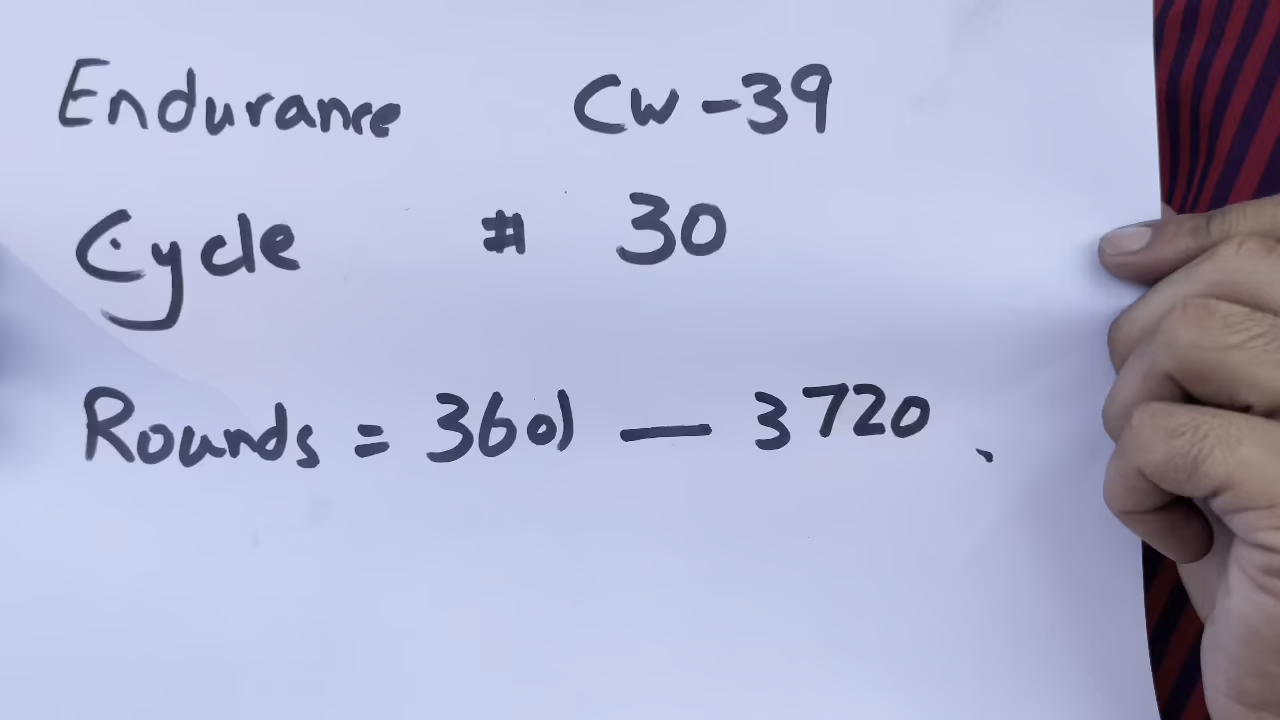 Endurance CW-39
Cycle # 30
Rounds = 3601 — 3720.